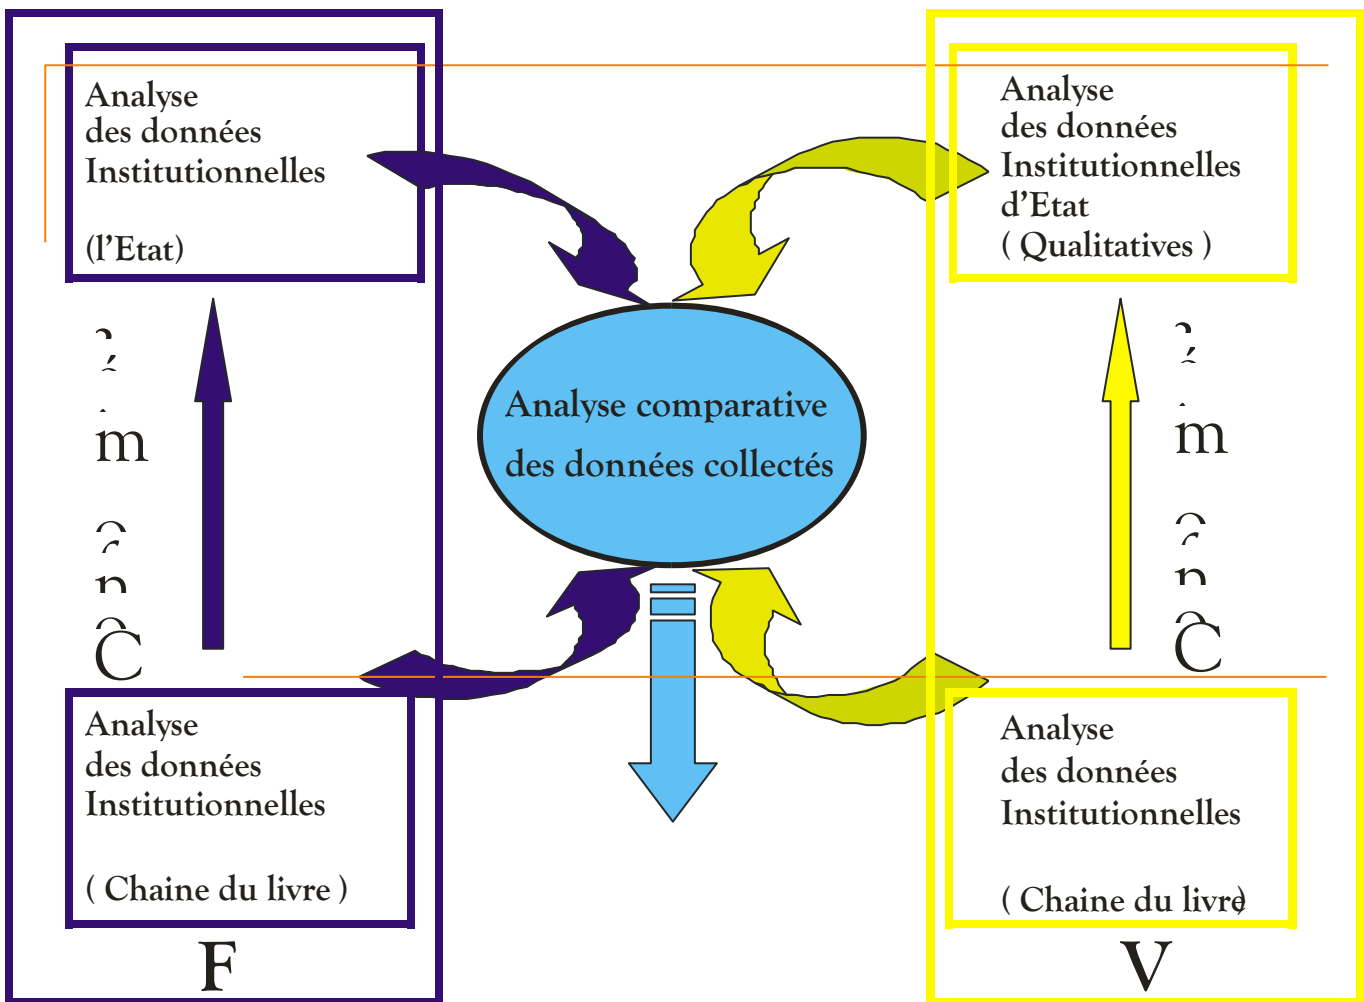 Analyse
des données
Institutionnelles
(l’Etat)
Analyse
des données
Institutionnelles
d’Etat
( Qualitatives )
Analyse comparative
des données collectés
Analyse
des données
Institutionnelles
( Chaine du livre )
F
Analyse
des données
Institutionnelles
( Chaine du livre)
V